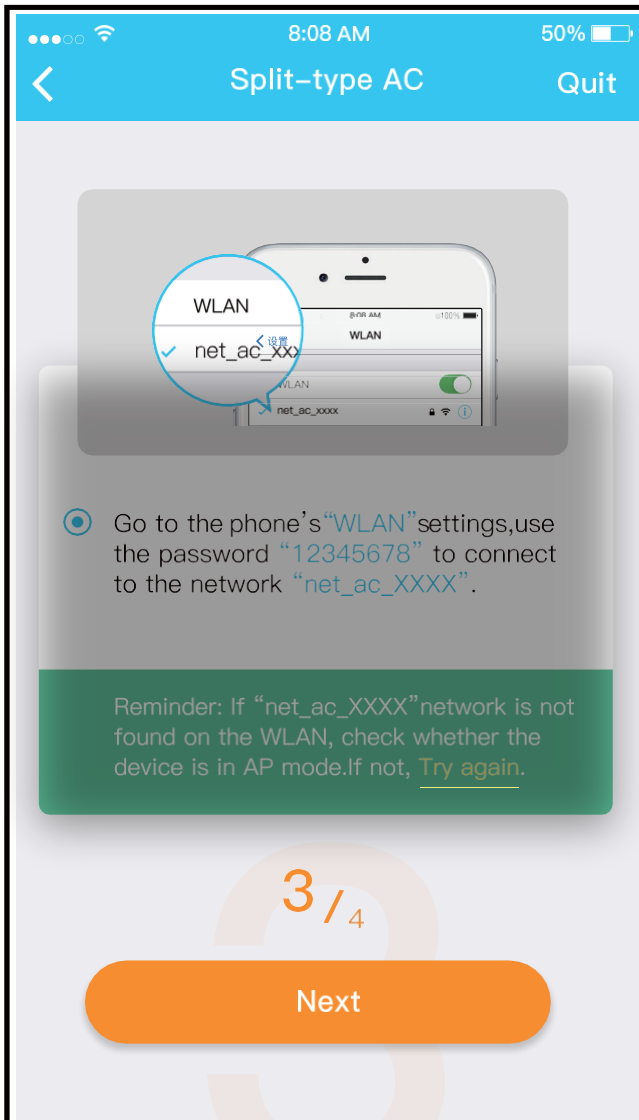 8:08 AM 50%
Split-type AC Quit
WLAN
net_ac_xxx
设置
8:08 AM 100%
WLAN
WLAN
net_ac_xxxx
Go to the phone's“WLAN”settings,use
the password “12345678” to connect
to the network “net_ac_XXXX”.
Reminder: If “net_ac_XXXX”network is not
found on the WLAN, check whether the
device is in AP mode.If not, Try again.
3/4
Next
3